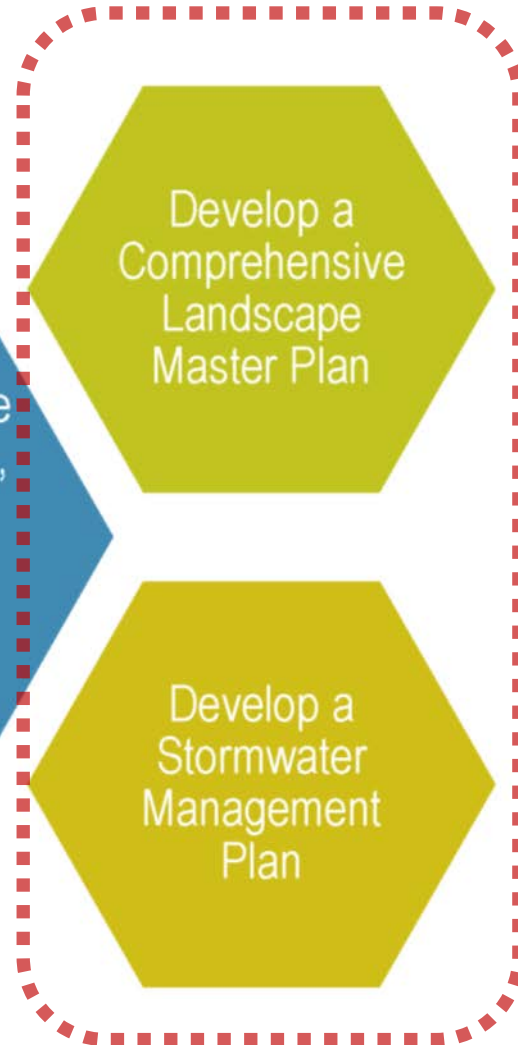 Develop a
Comprehensive
Landscape
Master Plan
e
,
Develop a
Stormwater
Management
Plan